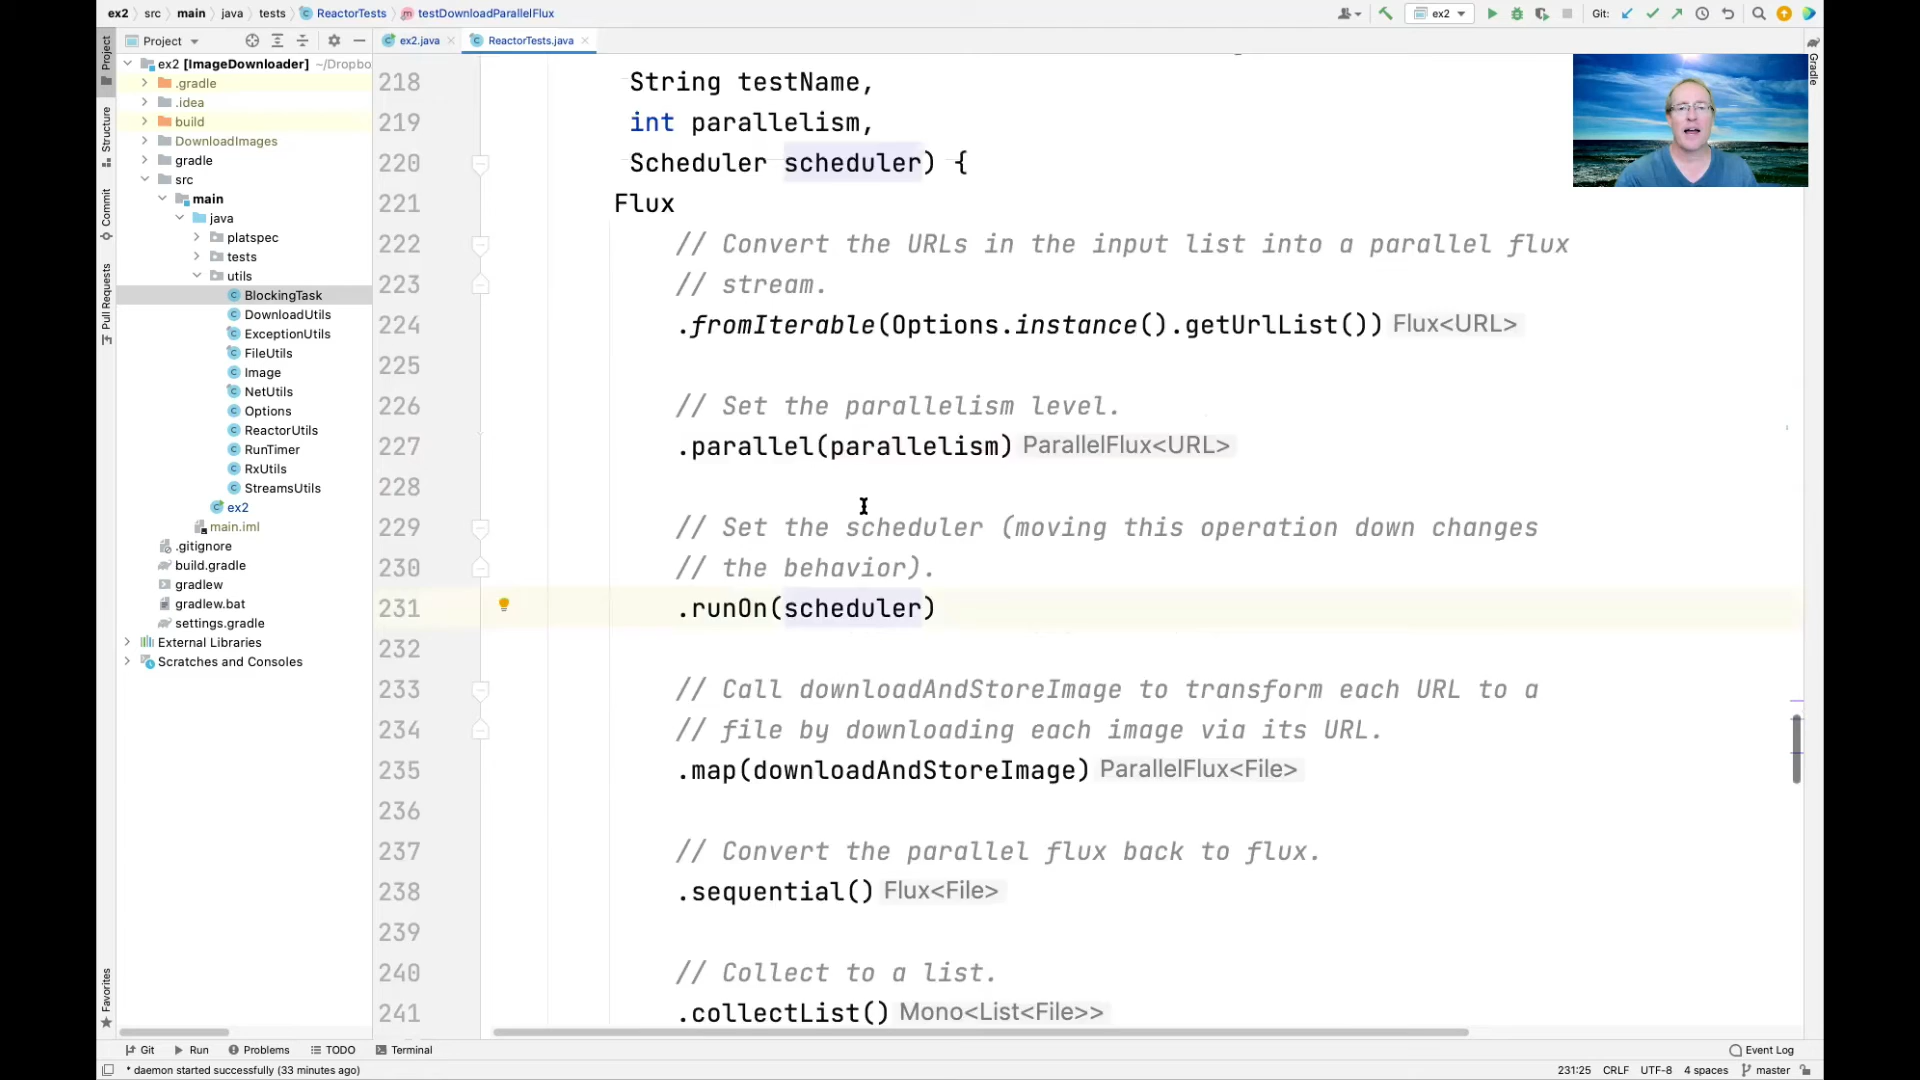 ex2 src main java tests ReactorTests testDownloadParallelFlux
ex2
Git:
Project
ex2.java
ReactorTests.java
Project
Structure
Commit
Pull Requests
Favorites
ex2 [ImageDownloader] ~/Dropbo
.gradle
.idea
build
DownloadImages
gradle
src
main
java
platspec
tests
utils
BlockingTask
DownloadUtils
ExceptionUtils
FileUtils
Image
NetUtils
Options
ReactorUtils
RunTimer
RxUtils
StreamsUtils
ex2
main.iml
.gitignore
build.gradle
gradlew
gradlew.bat
settings.gradle
External Libraries
Scratches and Consoles
218 String testName,
219 int parallelism,
220 Scheduler scheduler) {
221 Flux
222 // Convert the URLs in the input list into a parallel flux
223 // stream.
224 .fromIterable(Options.instance().getUrlList()) Flux<URL>
225
226 // Set the parallelism level.
227 .parallel(parallelism) ParallelFlux<URL>
228
229 // Set the scheduler (moving this operation down changes
230 // the behavior).
231 .runOn(scheduler)
232
233 // Call downloadAndStoreImage to transform each URL to a
234 // file by downloading each image via its URL.
235 .map(downloadAndStoreImage) ParallelFlux<File>
236
237 // Convert the parallel flux back to flux.
238 .sequential() Flux<File>
239
240 // Collect to a list.
241 .collectList() Mono<List<File>>
Gradle
Git Run Problems TODO Terminal Event Log
* daemon started successfully (33 minutes ago) 231:25 CRLF UTF-8 4 spaces master